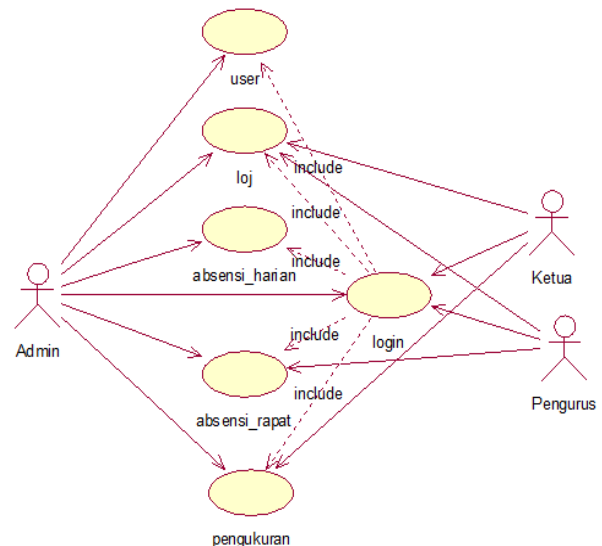 user
loj
include
include
absensi_harian
include
Ketua
Admin
login
include
Pengurus
absensi_rapat
include
pengukuran